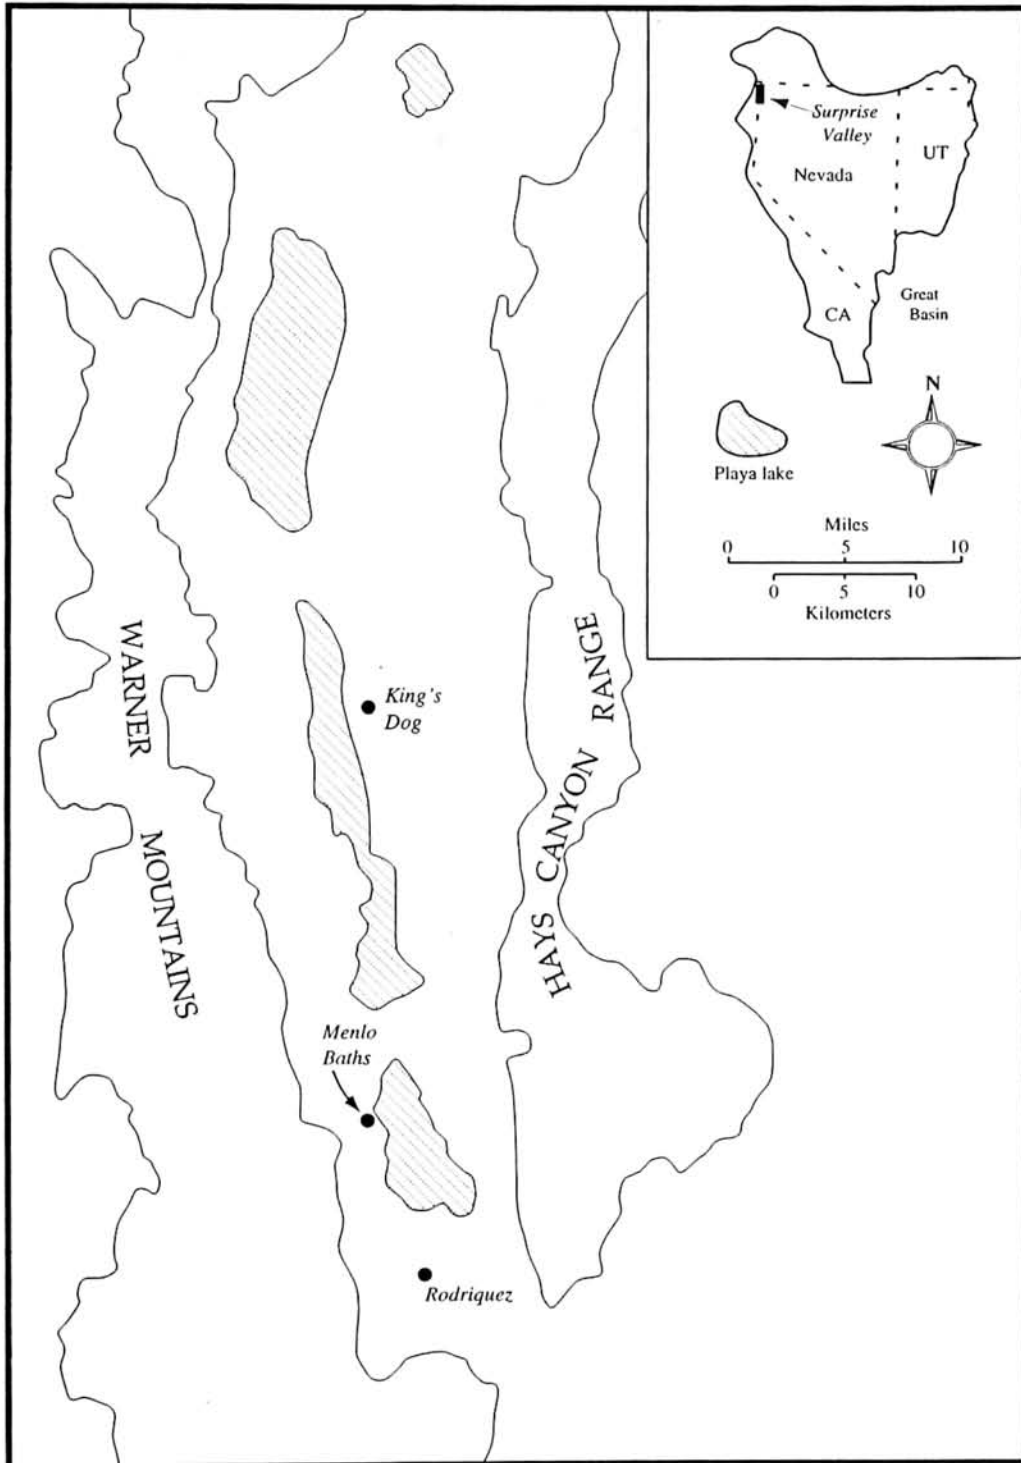 Surprise
Valley
UT
Nevada
Great
Basin
CA
N
Playa lake
Miles
0 5 10
0 5 10
Kilometers
WARNER
MOUNTAINS
HAYS CANYON RANGE
King's
Dog
Menlo
Baths
Rodriquez